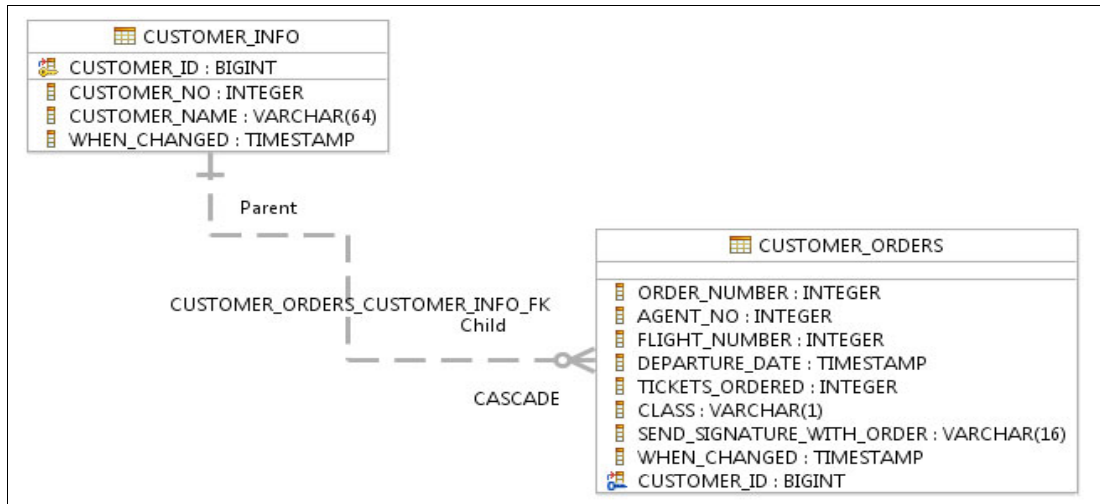 CUSTOMER_INFO
CUSTOMER_ID : BIGINT
CUSTOMER_NO : INTEGER
CUSTOMER_NAME : VARCHAR(64)
WHEN_CHANGED : TIMESTAMP
Parent
CUSTOMER_ORDERS_CUSTOMER_INFO_FK
Child
CASCADE
CUSTOMER_ORDERS
ORDER_NUMBER : INTEGER
AGENT_NO : INTEGER
FLIGHT_NUMBER : INTEGER
DEPARTURE_DATE : TIMESTAMP
TICKETS_ORDERED : INTEGER
CLASS : VARCHAR(1)
SEND_SIGNATURE_WITH_ORDER : VARCHAR(16)
WHEN_CHANGED : TIMESTAMP
CUSTOMER_ID : BIGINT